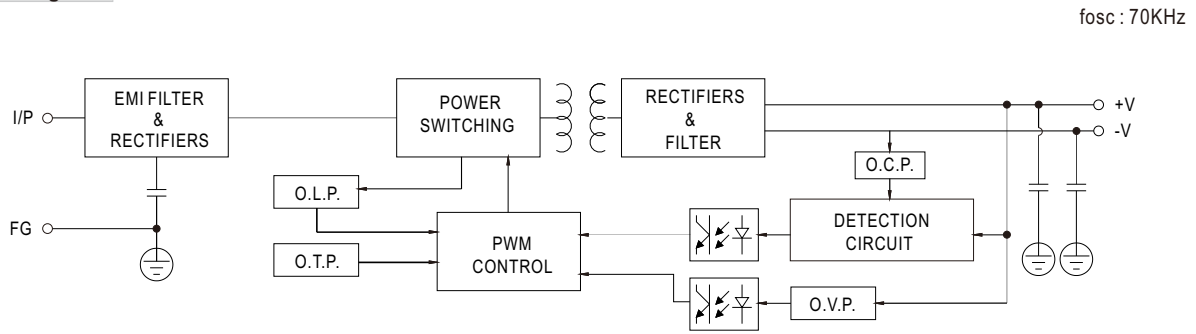 fosc : 70KHz
I/P
EMI FILTER
&
RECTIFIERS
POWER
SWITCHING
RECTIFIERS
&
FILTER
+V
-V
O.C.P.
O.L.P.
FG
PWM
CONTROL
DETECTION
CIRCUIT
O.T.P.
O.V.P.